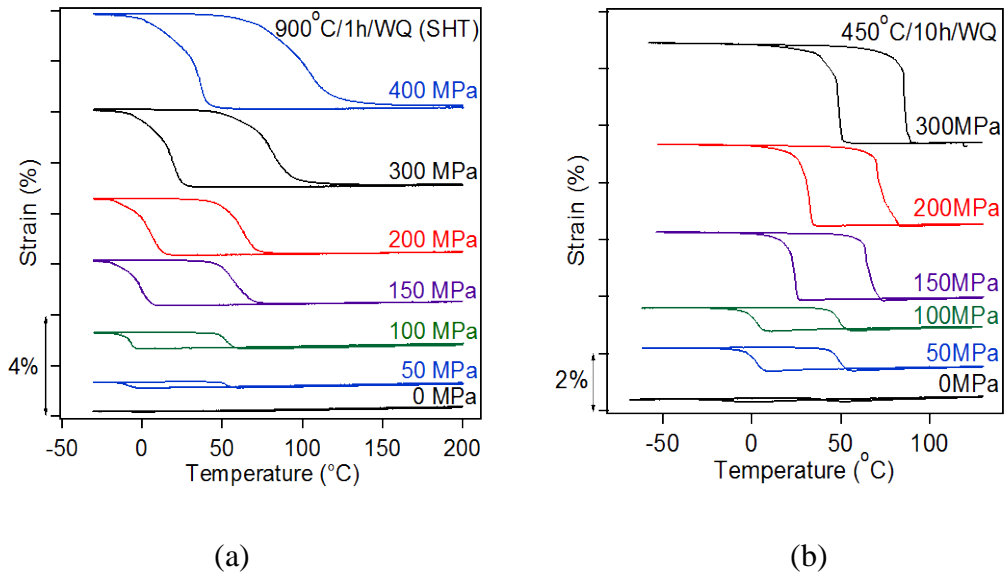 900°C/1h/WQ (SHT)
400 MPa
300 MPa
200 MPa
150 MPa
100 MPa
50 MPa
0 MPa
4%
Strain (%)
-50 0 50 100 150 200
Temperature (°C)
(a)
450°C/10h/WQ
300MPa
200MPa
150MPa
100MPa
50MPa
0MPa
2%
Strain (%)
-50 0 50 100
Temperature (°C)
(b)